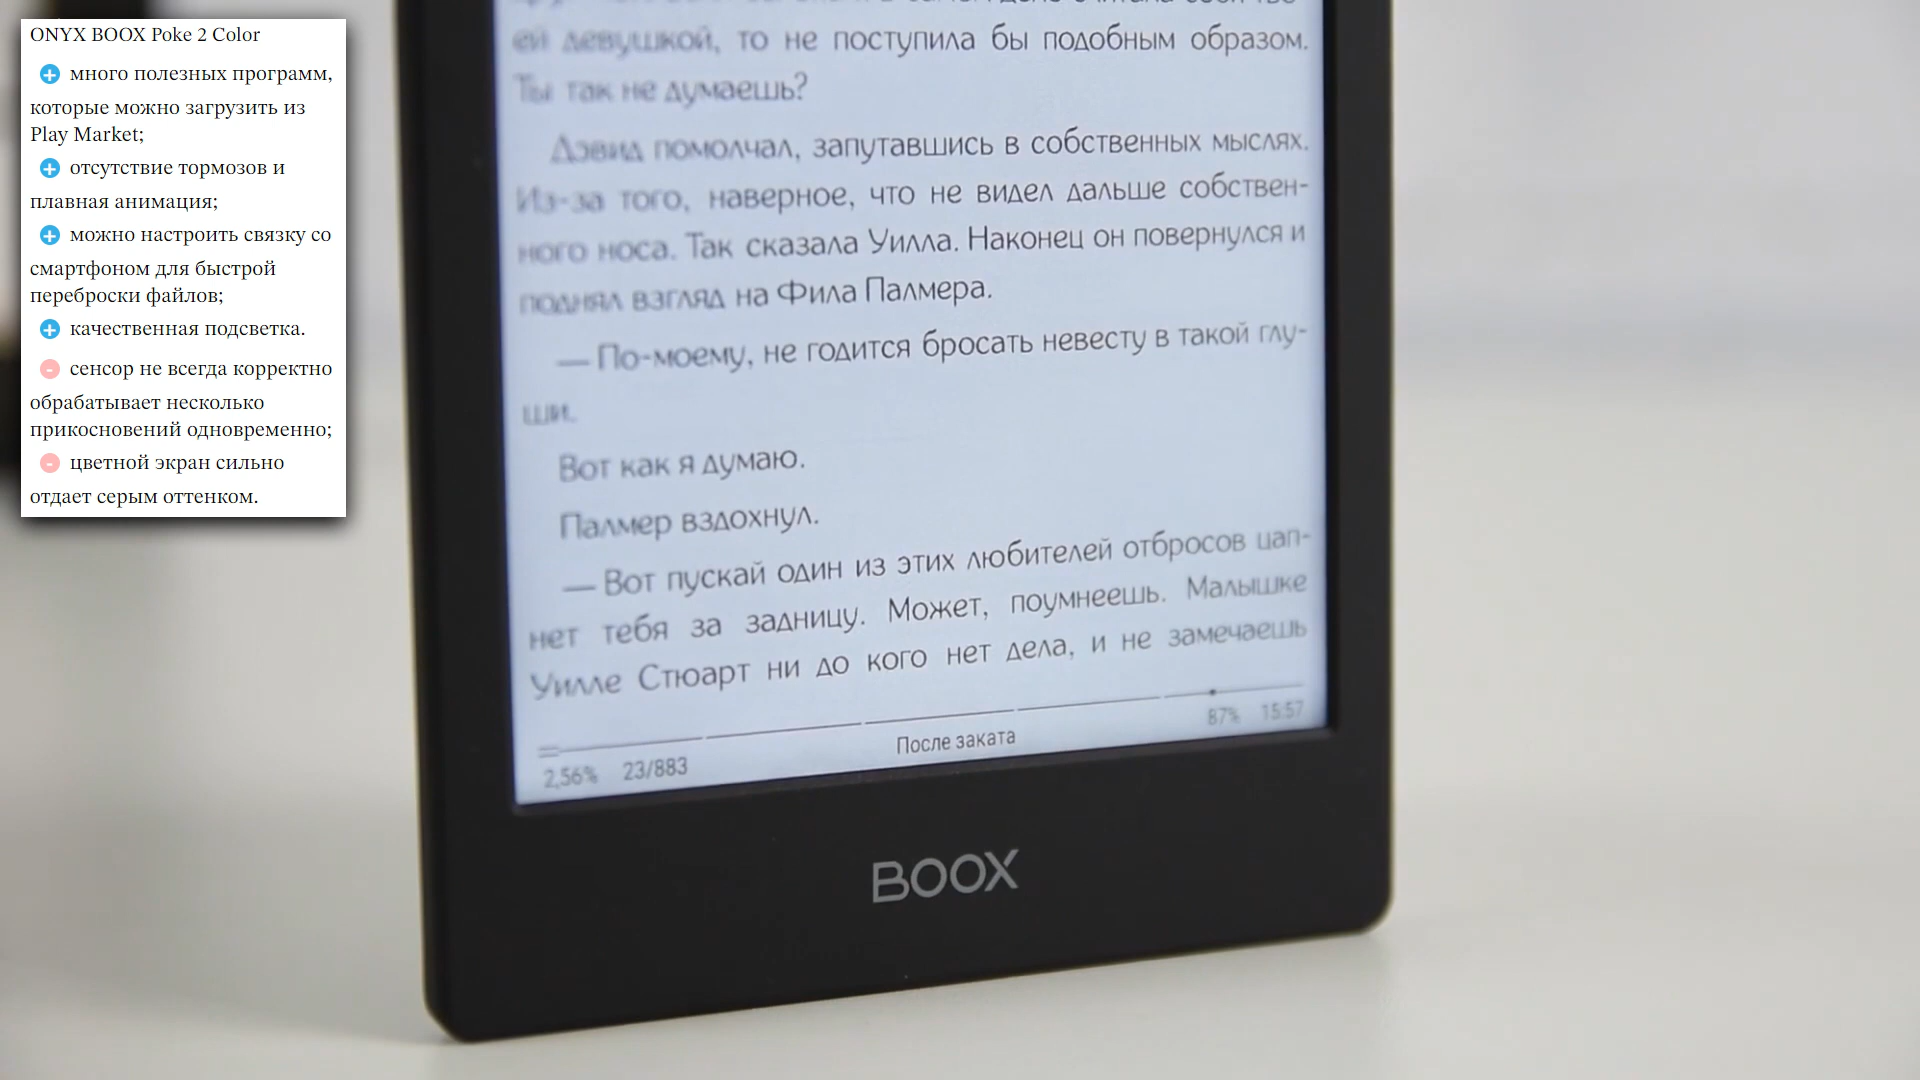 ONYX BOOX Poke 2 Color
+ много полезных программ,
которые можно загрузить из
Play Market;
+ отсутствие тормозов и
плавная анимация;
+ можно настроить связку со
смартфоном для быстрой
переброски файлов;
+ качественная подсветка.
- сенсор не всегда корректно
обрабатывает несколько
прикосновений одновременно;
- цветной экран сильно
отдает серым оттенком.
ей девушкой, то не поступила бы подобным образом.
Ты так не думаешь?
Дэвид помолчал, запутавшись в собственных мыслях.
Из-за того, наверное, что не видел дальше собствен-
ного носа. Так сказала Уилла. Наконец он повернулся и
поднял взгляд на Фила Палмера.
— По-моему, не годится бросать невесту в такой глу-
ши.
Вот как я думаю.
Палмер вздохнул.
— Вот пускай один из этих любителей отбросов цап-
нет тебя за задницу. Может, поумнеешь. Малышке
Уилле Стюарт ни до кого нет дела, и не замечаешь
2,56% 23/883 После заката 87% 15:57
BOOX